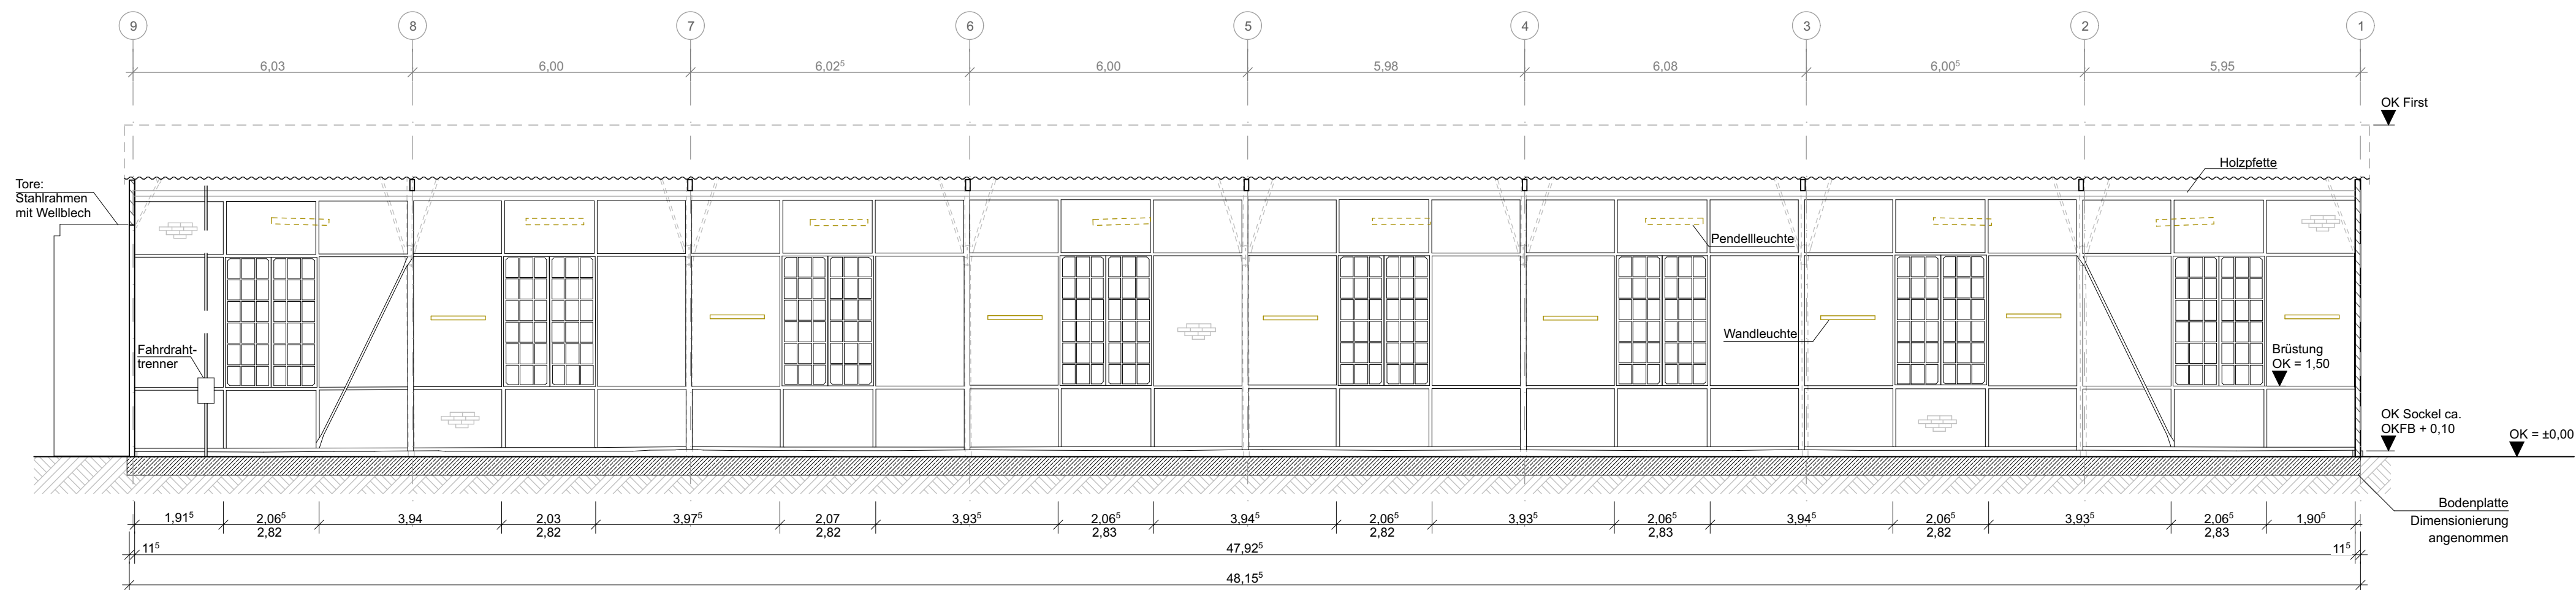 9 8 7 6 5 4 3 2 1
6,03 6,00 6,02⁵ 6,00 5,98 6,08 6,00⁵ 5,95
OK First
Holzpfette
Tore:
Stahlrahmen
mit Wellblech
Pendellleuchte
Wandleuchte
Fahrdraht-
trenner
Brüstung
OK = 1,50
OK Sockel ca.
OKFB + 0,10
OK = ±0,00
Bodenplatte
Dimensionierung
angenommen
1,91⁵ 2,06⁵ 3,94 2,03 3,97⁵ 2,07 3,93⁵ 2,06⁵ 3,94⁵ 2,06⁵ 3,93⁵ 2,06⁵ 3,94⁵ 2,06⁵ 3,93⁵ 2,06⁵ 1,90⁵
2,82 2,82 2,82 2,83 2,82 2,83 2,82 2,83
11⁵ 47,92⁵ 11⁵
48,15⁵